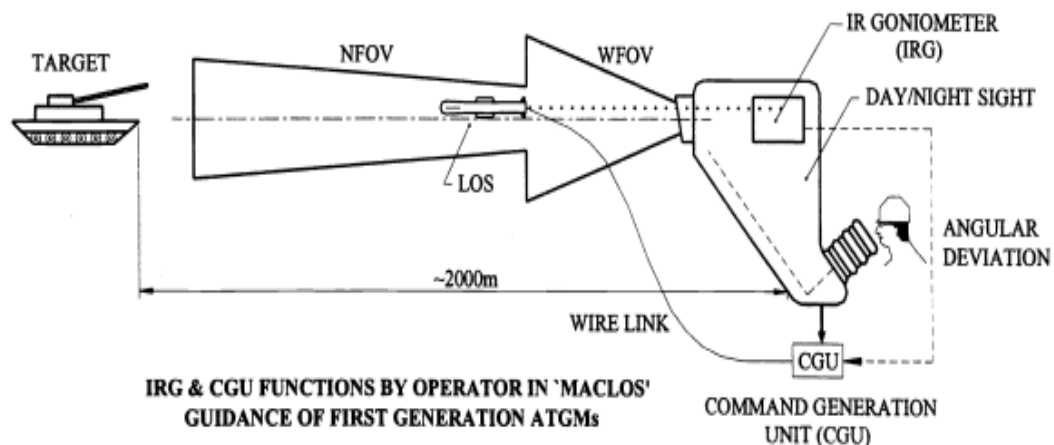 IR GONIOMETER
(IRG)
TARGET
NFOV
WFOV
DAY/NIGHT SIGHT
LOS
ANGULAR
DEVIATION
~2000m
WIRE LINK
CGU
IRG & CGU FUNCTIONS BY OPERATOR IN `MACLOS'
GUIDANCE OF FIRST GENERATION ATGMs
COMMAND GENERATION
UNIT (CGU)